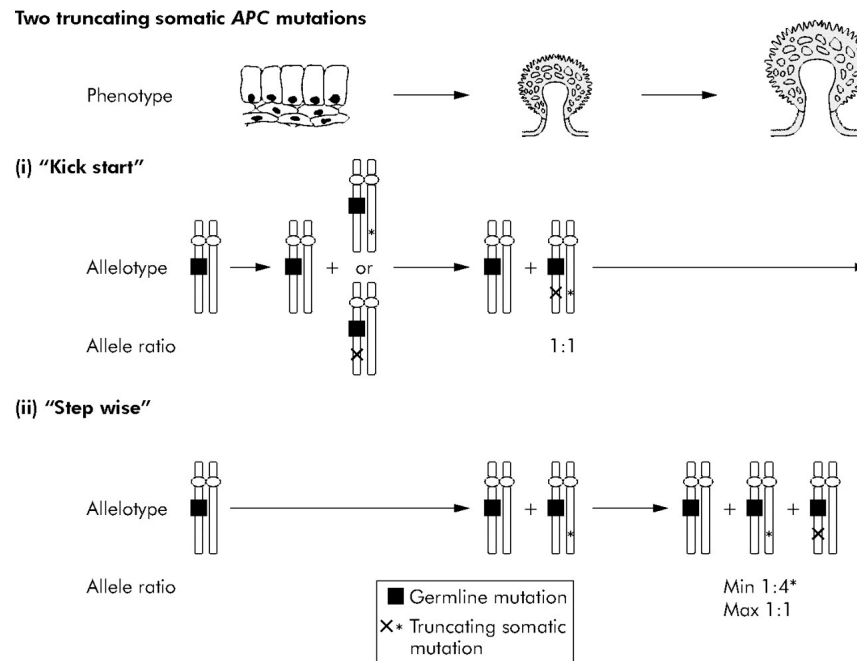 Two truncating somatic APC mutations
Phenotype
(i) “Kick start”
Allelotype
+ or +
*
Allele ratio
1:1
(ii) “Step wise”
Allelotype
+ + +
Allele ratio
Min 1:4*
Max 1:1
Germline mutation
* Truncating somatic
mutation